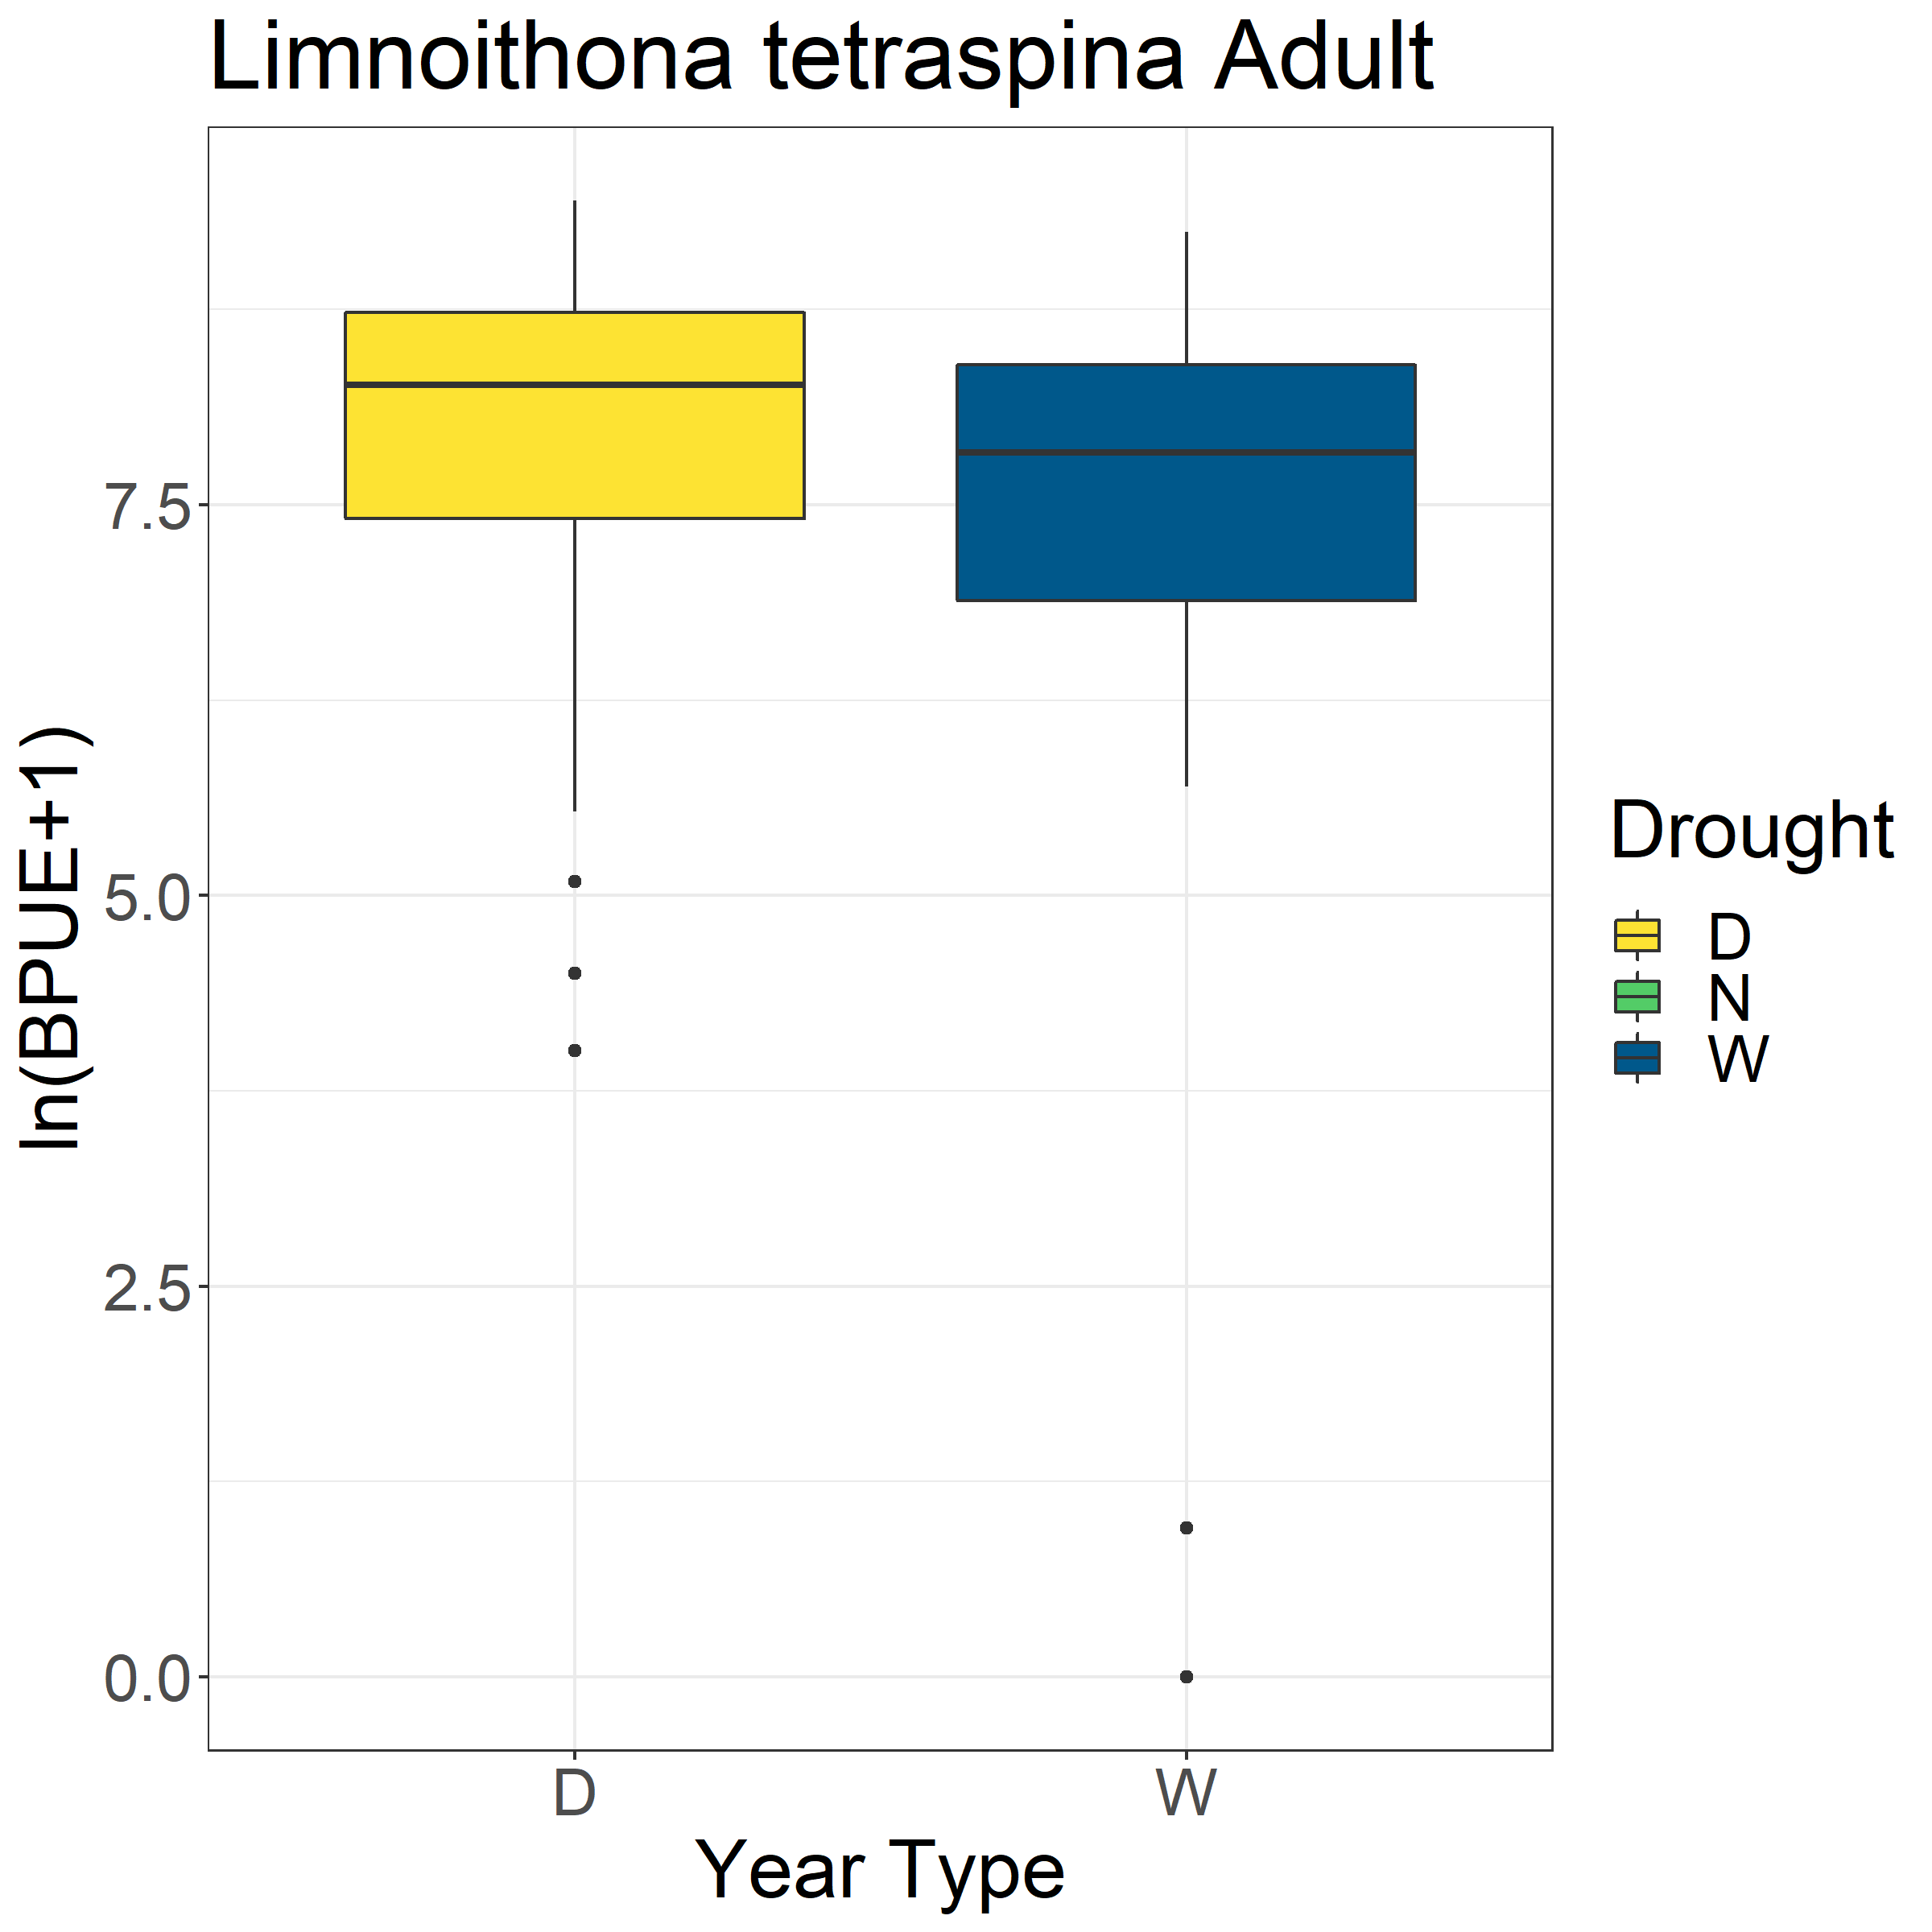 Limnoithona tetraspina Adult
ln(BPUE+1)
7.5
5.0
2.5
0.0
D
W
Year Type
Drought
D
N
W